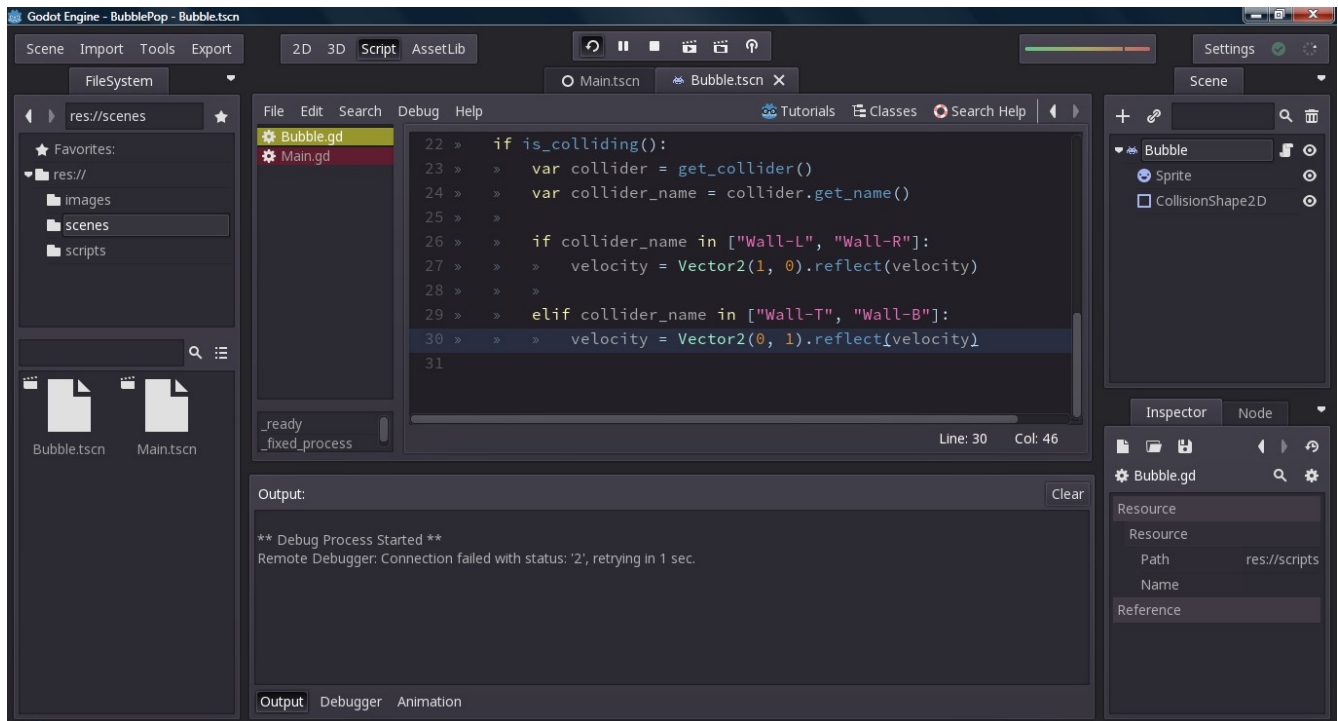 Godot Engine - BubblePop - Bubble.tscn
Scene Import Tools Export
2D 3D Script AssetLib
Settings
FileSystem
Main.tscn
Bubble.tscn X
Scene
res://scenes
Favorites:
res://
images
scenes
scripts
Bubble.tscn
Main.tscn
File Edit Search Debug Help
Tutorials Classes Search Help
Bubble.gd
Main.gd
_ready
_fixed_process
22 » if is_colliding():
23 » » var collider = get_collider()
24 » » var collider_name = collider.get_name()
25 » »
26 » » if collider_name in ["Wall-L", "Wall-R"]:
27 » » » velocity = Vector2(1, 0).reflect(velocity)
28 » » »
29 » » elif collider_name in ["Wall-T", "Wall-B"]:
30 » » » velocity = Vector2(0, 1).reflect(velocity)
31
Line: 30 Col: 46
Output:
Clear
** Debug Process Started **
Remote Debugger: Connection failed with status: '2', retrying in 1 sec.
Output Debugger Animation
Bubble
Sprite
CollisionShape2D
Inspector Node
Bubble.gd
Resource
Resource
Path res://scripts
Name
Reference